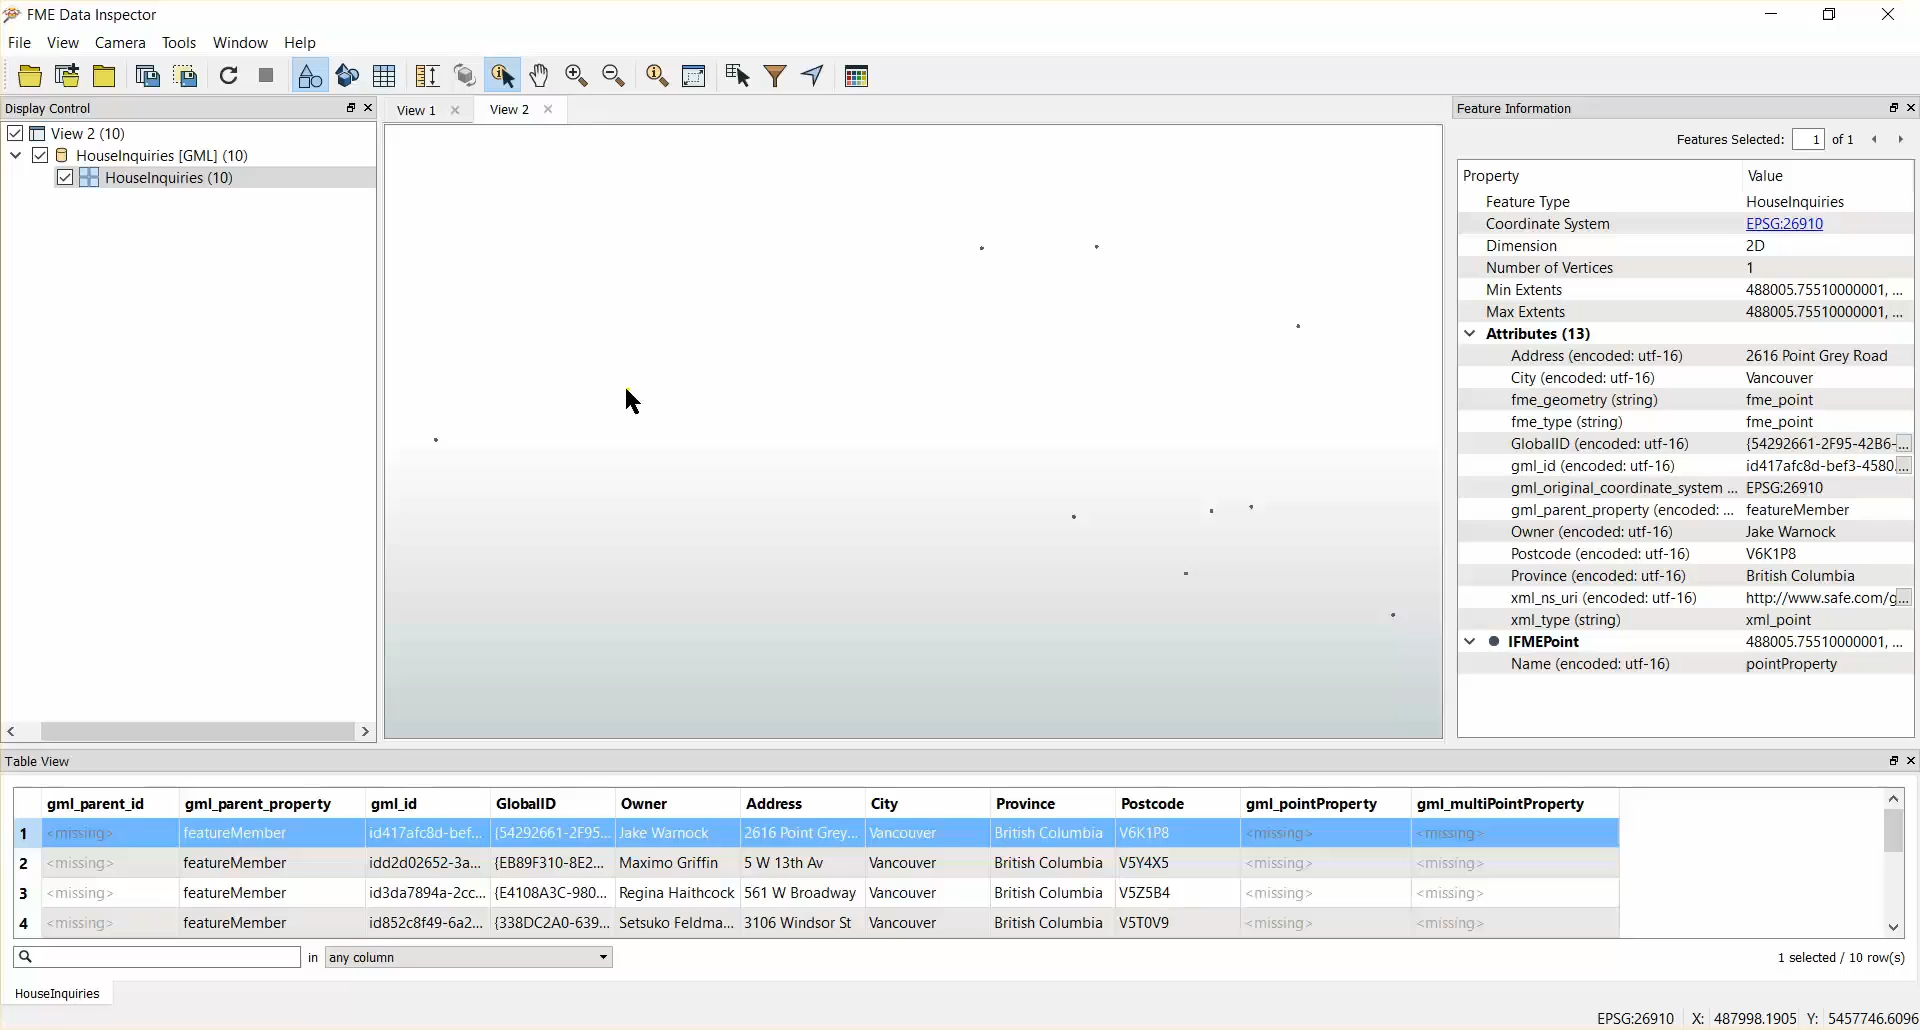 FME Data Inspector
File View Camera Tools Window Help
Display Control
View 1 View 2
Feature Information
View 2 (10)
HouseInquiries [GML] (10)
HouseInquiries (10)
Features Selected: 1 of 1
Property Value
Feature Type HouseInquiries
Coordinate System EPSG:26910
Dimension 2D
Number of Vertices 1
Min Extents 488005.75510000001, ...
Max Extents 488005.75510000001, ...
Attributes (13)
Address (encoded: utf-16) 2616 Point Grey Road
City (encoded: utf-16) Vancouver
fme_geometry (string) fme_point
fme_type (string) fme_point
GlobalID (encoded: utf-16) {54292661-2F95-42B6-...
gml_id (encoded: utf-16) id417afc8d-bef3-4580...
gml_original_coordinate_system ... EPSG:26910
gml_parent_property (encoded: ... featureMember
Owner (encoded: utf-16) Jake Warnock
Postcode (encoded: utf-16) V6K1P8
Province (encoded: utf-16) British Columbia
xml_ns_uri (encoded: utf-16) http://www.safe.com/g...
xml_type (string) xml_point
IFMEPoint 488005.75510000001, ...
Name (encoded: utf-16) pointProperty
Table View
gml_parent_id gml_parent_property gml_id GlobalID Owner Address City Province Postcode gml_pointProperty gml_multiPointProperty
1 <missing> featureMember id417afc8d-bef... {54292661-2F95... Jake Warnock 2616 Point Grey... Vancouver British Columbia V6K1P8 <missing> <missing>
2 <missing> featureMember idd2d02652-3a... {EB89F310-8E2... Maximo Griffin 5 W 13th Av Vancouver British Columbia V5Y4X5 <missing> <missing>
3 <missing> featureMember id3da7894a-2cc... {E4108A3C-980... Regina Haithcock 561 W Broadway Vancouver British Columbia V5Z5B4 <missing> <missing>
4 <missing> featureMember id852c8f49-6a2... {338DC2A0-639... Setsuko Feldma... 3106 Windsor St Vancouver British Columbia V5T0V9 <missing> <missing>
in any column 1 selected / 10 row(s)
HouseInquiries
EPSG:26910 X: 487998.1905 Y: 5457746.6096